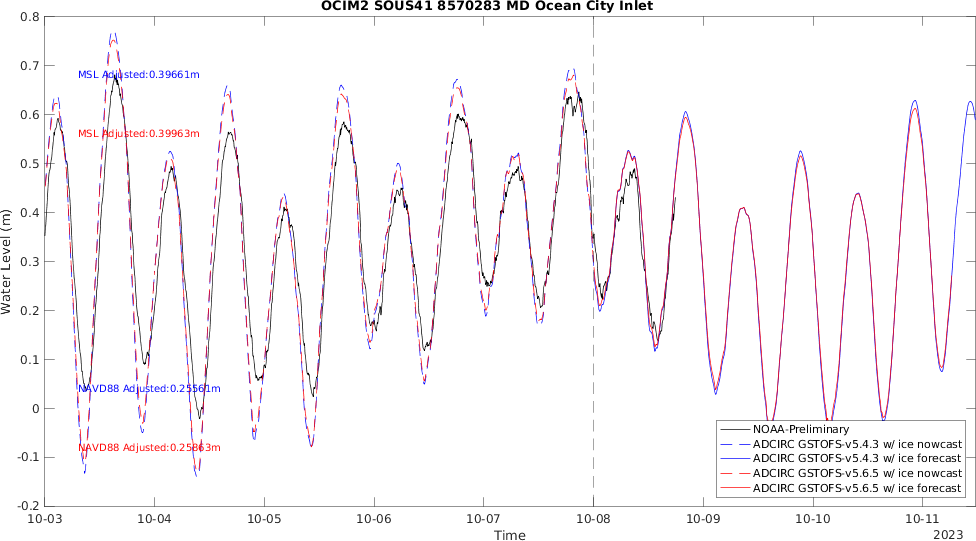 OCIM2 SOUS41 8570283 MD Ocean City Inlet
Water Level (m)
0.8
0.7
0.6
0.5
0.4
0.3
0.2
0.1
0
-0.1
-0.2
MSL Adjusted:0.39661m
MSL Adjusted:0.39963m
NAVD88 Adjusted:0.25561m
NAVD88 Adjusted:0.25863m
NOAA-Preliminary
ADCIRC GSTOFS-v5.4.3 w/ ice nowcast
ADCIRC GSTOFS-v5.4.3 w/ ice forecast
ADCIRC GSTOFS-v5.6.5 w/ ice nowcast
ADCIRC GSTOFS-v5.6.5 w/ ice forecast
10-03 10-04 10-05 10-06 10-07 10-08 10-09 10-10 10-11
Time
2023